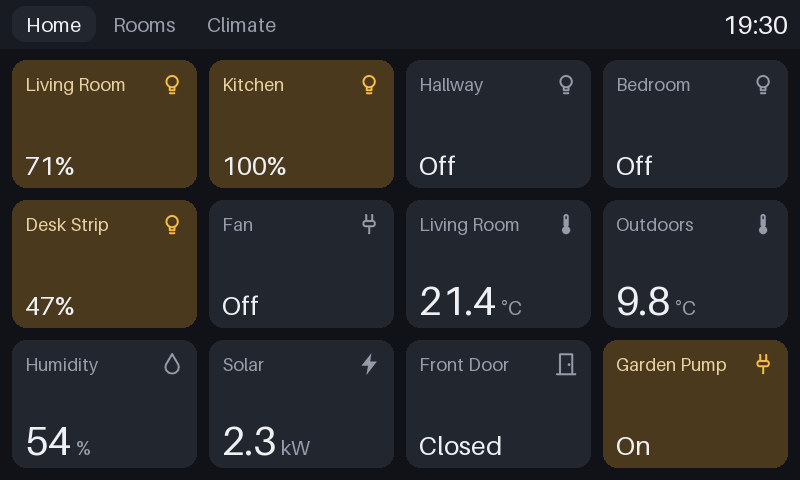 Home Rooms Climate 19:30
Living Room Kitchen Hallway Bedroom
71% 100% Off Off
Desk Strip Fan Living Room Outdoors
47% Off 21.4 °C 9.8 °C
Humidity Solar Front Door Garden Pump
54 % 2.3 kW Closed On